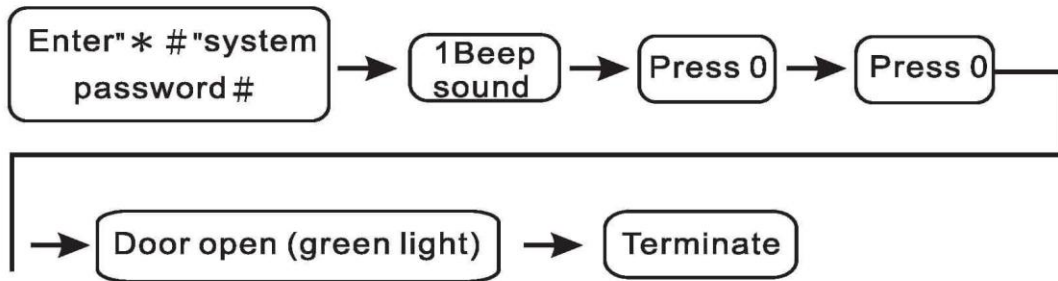 Enter"* #"system
password#
1Beep
sound
Press 0
Press 0
Door open (green light)
Terminate